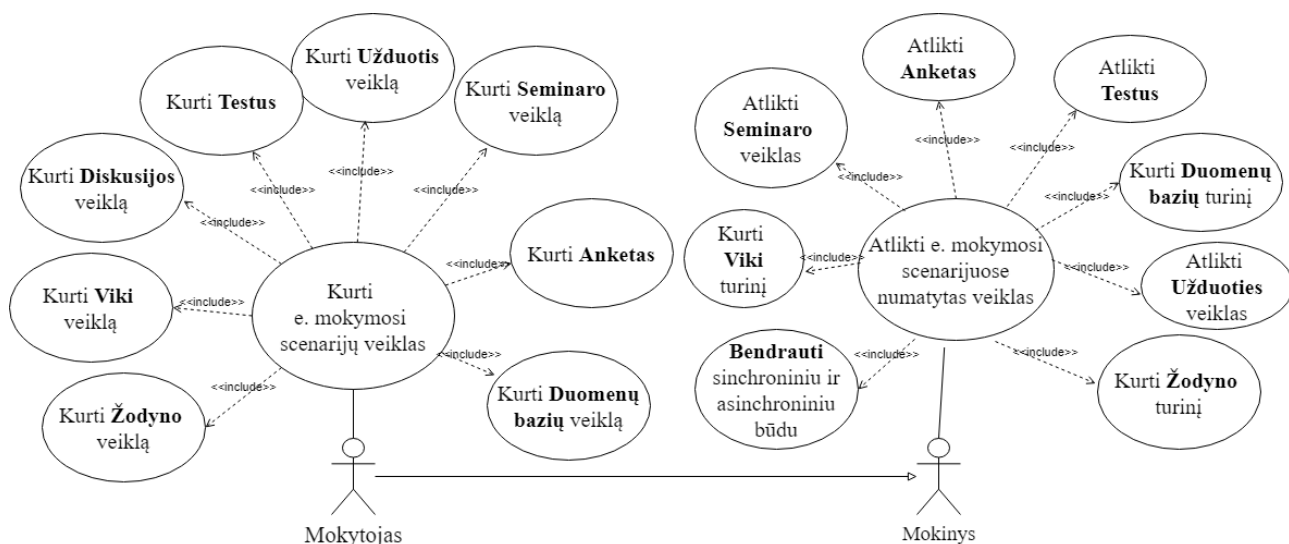 Kurti Užduotis
veiklą
Kurti Testus
Kurti Seminaro
veiklą
Kurti Diskusijos
veiklą
Kurti Anketas
Kurti Viki
veiklą
Kurti
e. mokymosi
scenarijų veiklas
Kurti Žodyno
veiklą
Kurti Duomenų
bazių veiklą
<<include>>
<<include>>
<<include>>
<<include>>
<<include>>
<<include>>
<<include>>
<<include>>
Mokytojas
Atlikti
Anketas
Atlikti
Testus
Atlikti
Seminaro
veiklas
Kurti Duomenų
bazių turinį
Kurti
Viki
turinį
Atlikti e. mokymosi
scenarijuose
numatytas veiklas
Atlikti
Užduoties
veiklas
Bendrauti
sinchroniniu ir
asinchroniniu
būdu
Kurti Žodyno
turinį
<<include>>
<<include>>
<<include>>
<<include>>
<<include>>
<<include>>
<<include>>
<<include>>
Mokinys